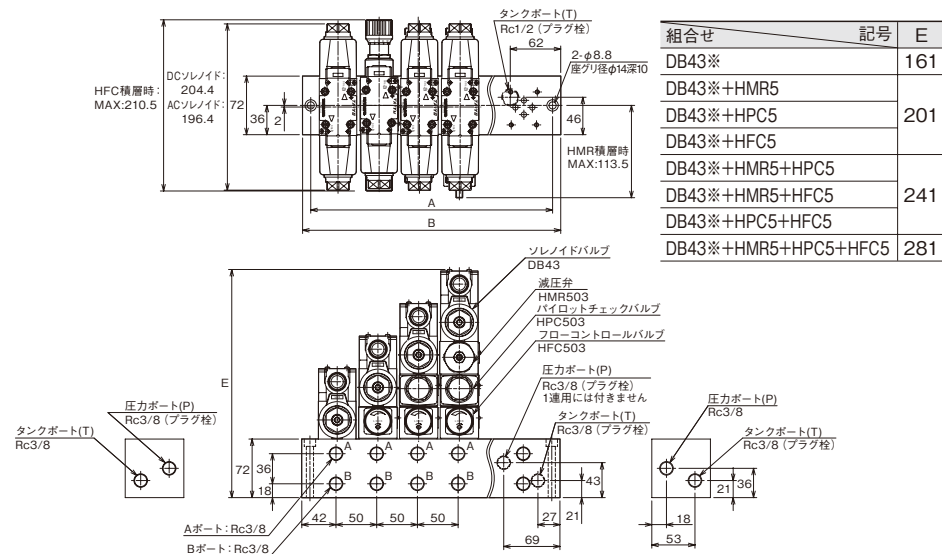 タンクポート(T)
Rc1/2 (プラグ栓)
62
2-φ8.8
座グリ径φ14深10
HFC積層時:
MAX:210.5
DCソレノイド:
204.4
ACソレノイド:
196.4
72
36
2
46
HMR積層時
MAX:113.5
A
B
組合せ
記号
E
DB43※
161
DB43※+HMR5
DB43※+HPC5
201
DB43※+HFC5
DB43※+HMR5+HPC5
DB43※+HMR5+HFC5
241
DB43※+HPC5+HFC5
DB43※+HMR5+HPC5+HFC5
281
ソレノイドバルブ
DB43
減圧弁
HMR503
パイロットチェックバルブ
HPC503
フローコントロールバルブ
HFC503
圧力ポート(P)
Rc3/8 (プラグ栓)
1連用には付きません
タンクポート(T)
Rc3/8 (プラグ栓)
E
72
36
18
A
A
A
A
B
B
B
B
43
21
42
50
50
50
27
69
Aポート:Rc3/8
Bポート:Rc3/8
圧力ポート(P)
Rc3/8 (プラグ栓)
タンクポート(T)
Rc3/8
圧力ポート(P)
Rc3/8
タンクポート(T)
Rc3/8 (プラグ栓)
21
36
18
53